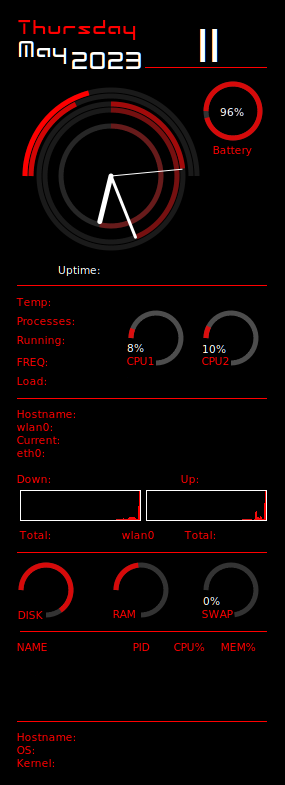 Thursday
11
May 2023
96%
Battery
Uptime:
Temp:
Processes:
Running:
8% 10%
FREQ: CPU1 CPU2
Load:
Hostname:
wlan0:
Current:
eth0:
Down: Up:
Total: wlan0 Total:
0%
DISK RAM SWAP
NAME PID CPU% MEM%
Hostname:
OS:
Kernel: